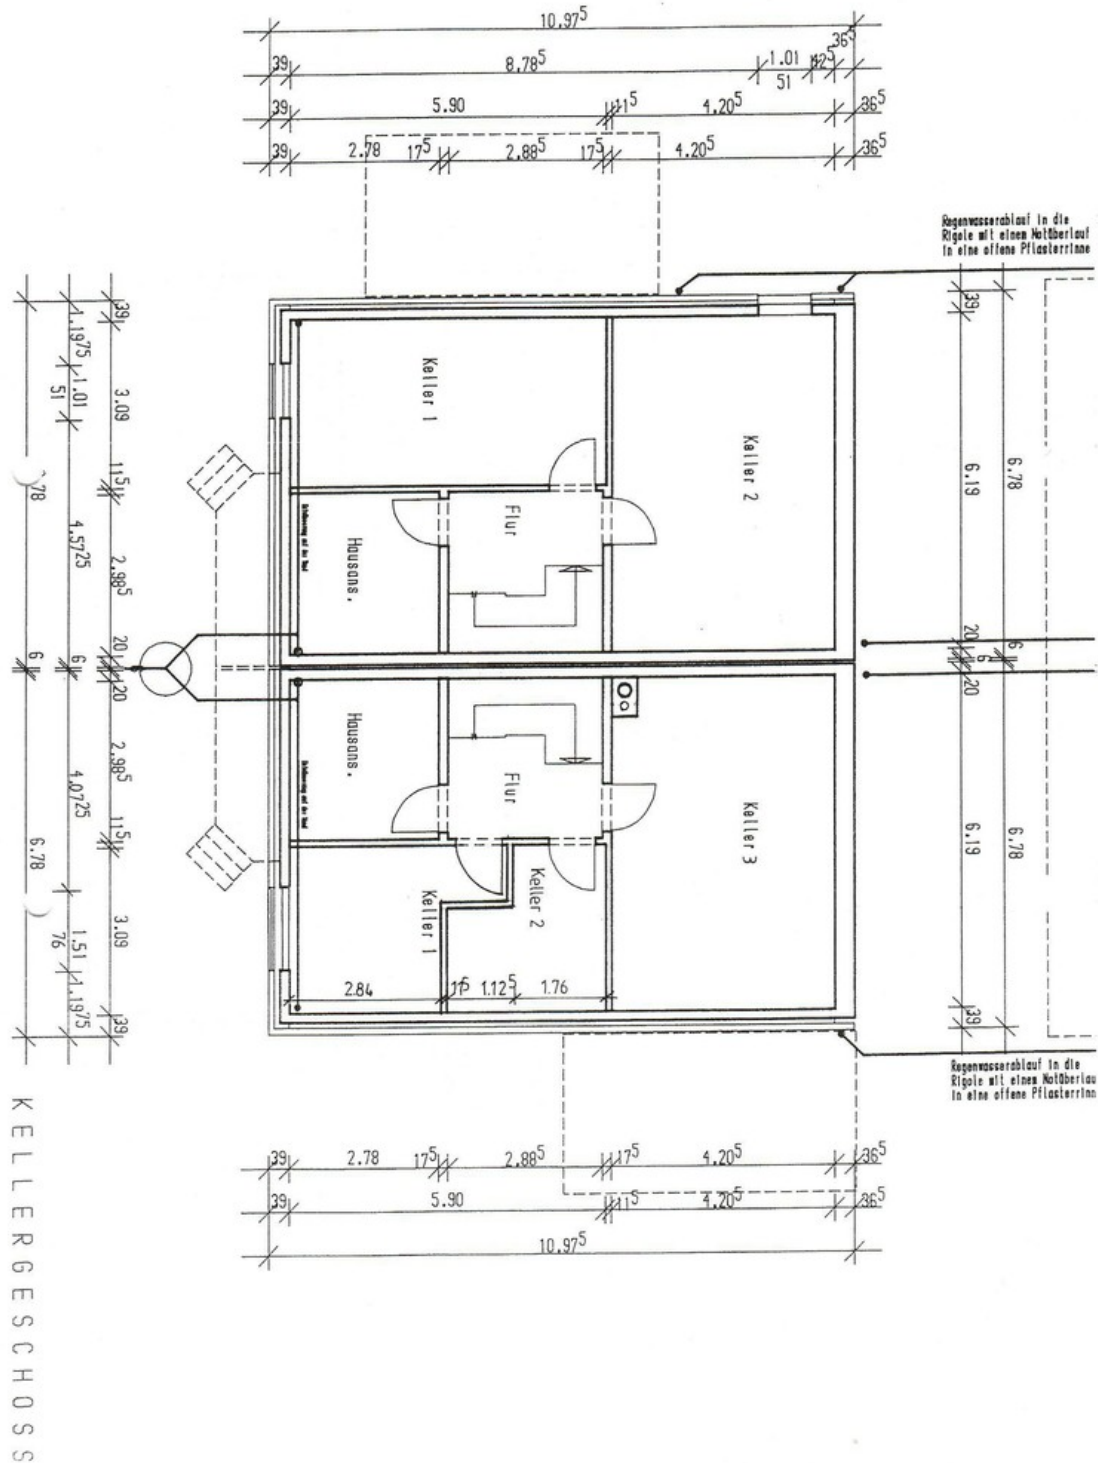 10.97⁵
36⁵
39 8.78⁵ 1.01 12⁵
51
39 5.90 11⁵ 4.20⁵ 36⁵
39 2.78 17⁵ 2.88⁵ 17⁵ 4.20⁵ 36⁵
Regenwasserablauf in die
Rigole mit einem Notüberlauf
in eine offene Pflasterrinne
39
1.19⁷⁵
1.01
51
3.09
11⁵
78
4.57²⁵
2.98⁵
20
6
6
20
2.98⁵
4.07²⁵
11⁵
6.78
3.09
1.51
76
1.19⁷⁵
39
Keller 1
Keller 2
Flur
Hausans.
Hausans.
Flur
Keller 3
Keller 2
Keller 1
2.84 11⁵ 1.12⁵ 1.76
39
6.78
6.19
20
6
6
20
6.78
6.19
39
Regenwasserablauf in die
Rigole mit einem Notüberlau
in eine offene Pflasterrinn
39 2.78 17⁵ 2.88⁵ 17⁵ 4.20⁵ 36⁵
39 5.90 11⁵ 4.20⁵ 36⁵
10.97⁵
KELLERGESCHOSS